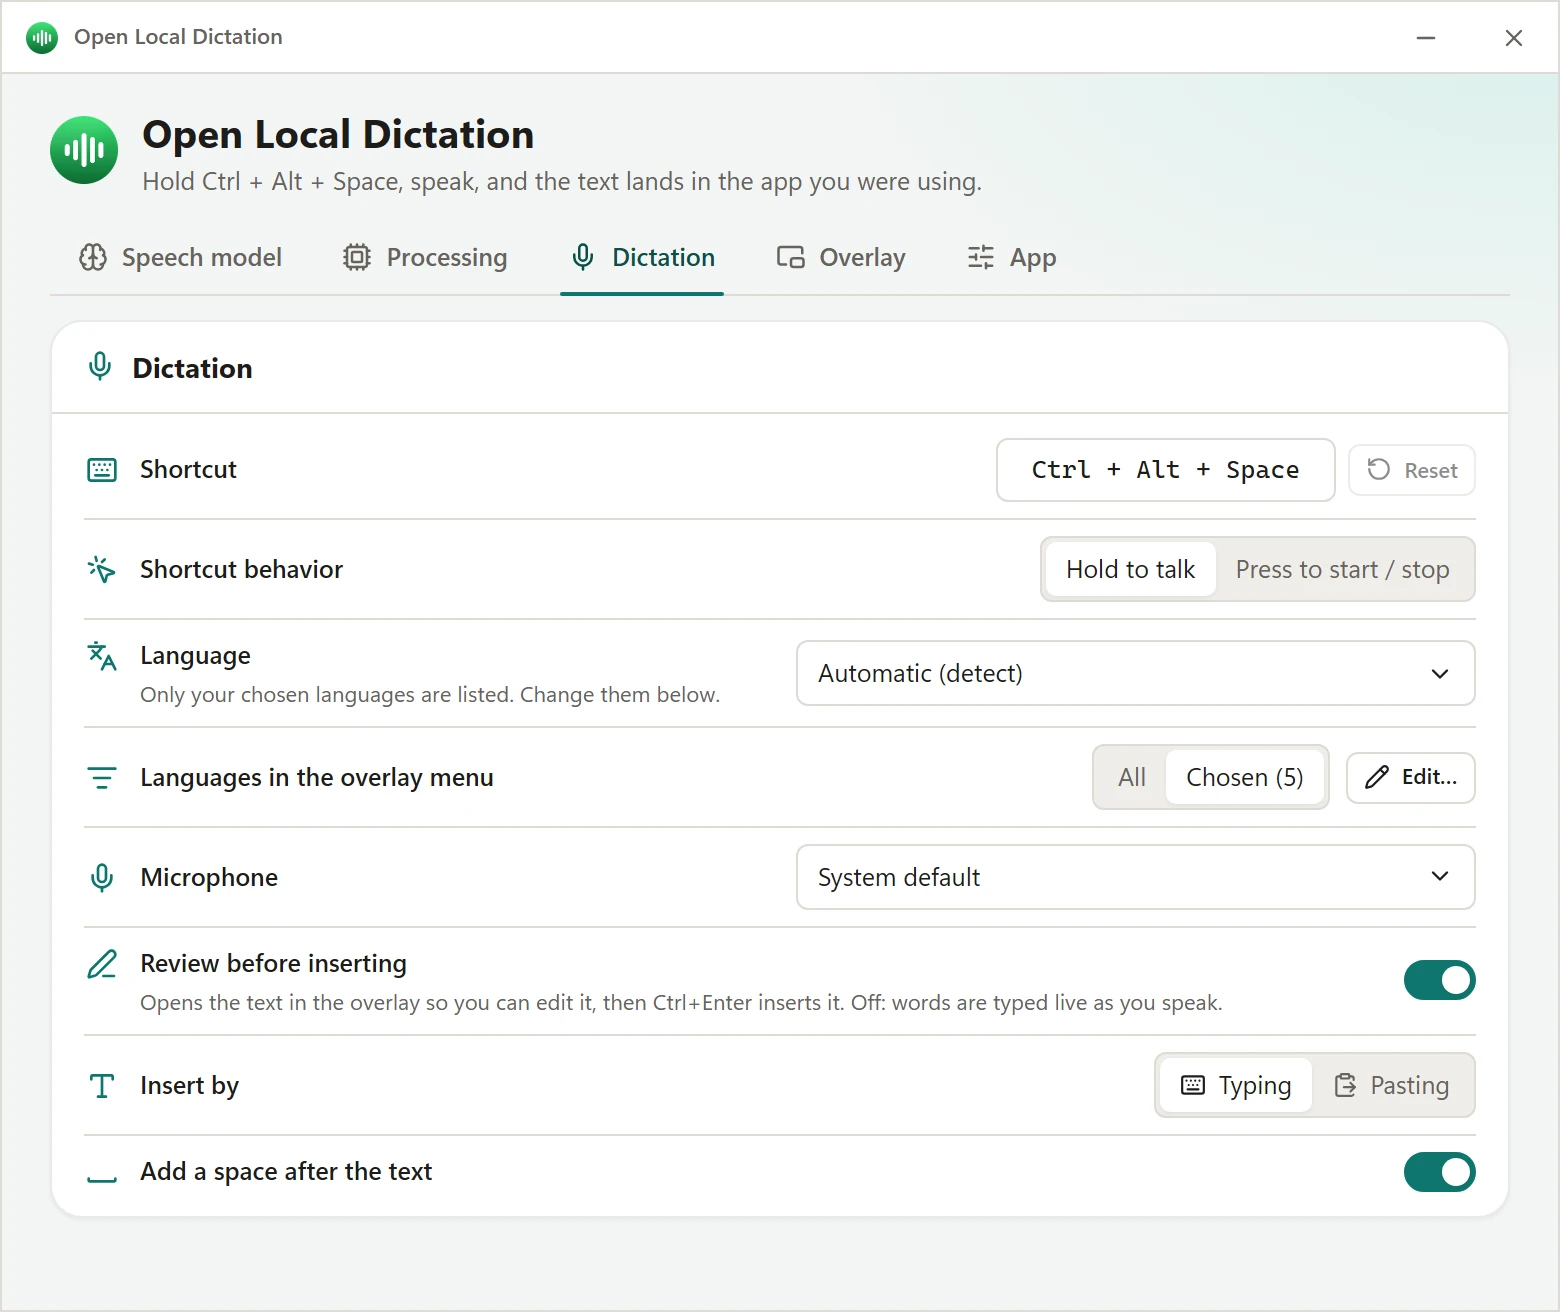 Open Local Dictation
Open Local Dictation
Hold Ctrl + Alt + Space, speak, and the text lands in the app you were using.
Speech model
Processing
Dictation
Overlay
App
Dictation
Shortcut
Ctrl + Alt + Space
Reset
Shortcut behavior
Hold to talk
Press to start / stop
Language
Only your chosen languages are listed. Change them below.
Automatic (detect)
Languages in the overlay menu
All
Chosen (5)
Edit...
Microphone
System default
Review before inserting
Opens the text in the overlay so you can edit it, then Ctrl+Enter inserts it. Off: words are typed live as you speak.
Insert by
Typing
Pasting
Add a space after the text